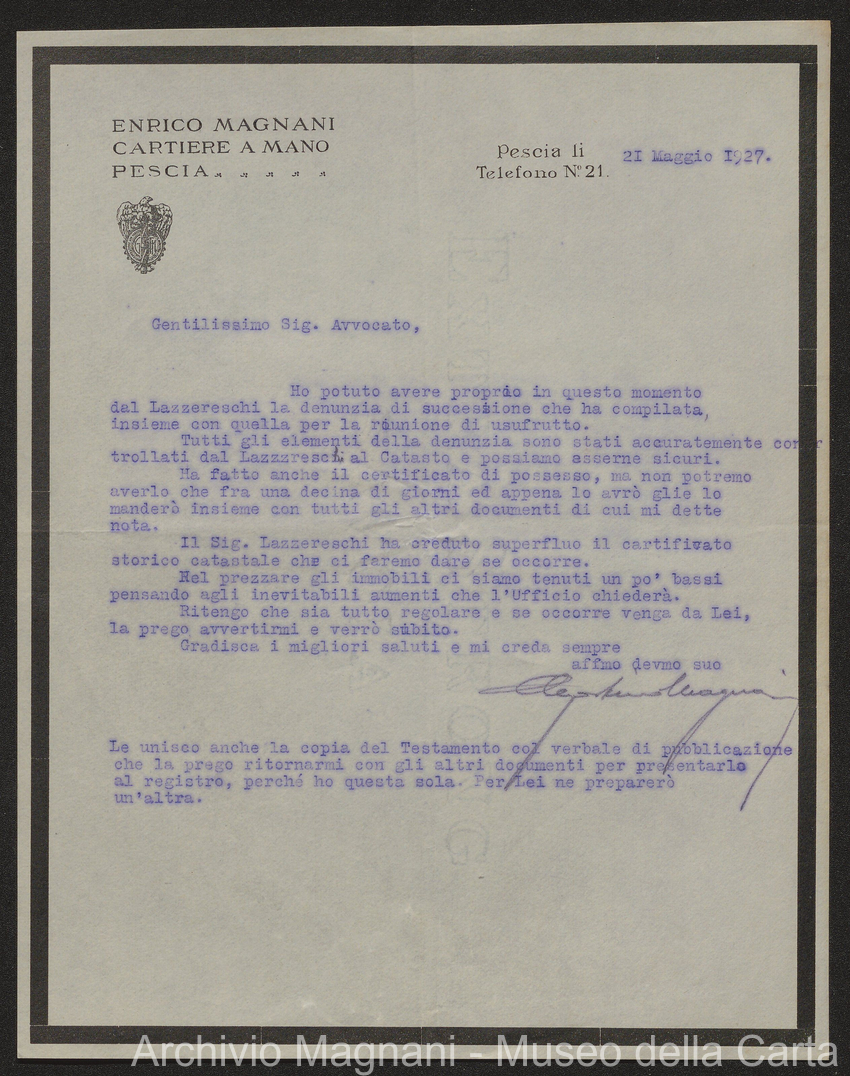 ENRICO MAGNANI
CARTIERE A MANO
PESCIA
Pescia li 21 Maggio 1927.
Telefono Nº 21.
Gentilissimo Sig. Avvocato,
Ho potuto avere proprio in questo momento
dal Lazzereschi la denunzia di successione che ha compilata,
insieme con quella per la riunione di usufrutto.
Tutti gli elementi della denunzia sono stati accuratemente con
trollati dal Lazzzreschi al Catasto e possiamo esserne sicuri.
Ha fatto anche il certificato di possesso, ma non potremo
averlo che fra una decina di giorni ed appena lo avrò glie lo
manderò insieme con tutti gli altri documenti di cui mi dette
nota.
Il Sig. Lazzereschi ha creduto superfluo il cartifivato
storico catastale che ci faremo dare se occorre.
Nel prezzare gli immobili ci siamo tenuti un po' bassi
pensando agli inevitabili aumenti che l'Ufficio chiederà.
Ritengo che sia tutto regolare e se occorre venga da Lei,
la prego avvertirmi e verrò sùbito.
Gradisca i migliori saluti e mi creda sempre
affmo devmo suo
Magnani
Le unisco anche la copia del Testamento col verbale di pubblicazione
che la prego ritornarmi con gli altri documenti per presentarlo
al registro, perché ho questa sola. Per Lei ne preparerò
un'altra.
Archivio Magnani - Museo della Carta